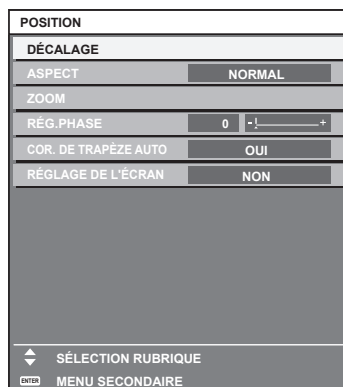 POSITION
DÉCALAGE
ASPECT NORMAL
ZOOM
RÉG.PHASE 0 - +
COR. DE TRAPÈZE AUTO OUI
RÉGLAGE DE L'ÉCRAN NON
SÉLECTION RUBRIQUE
ENTER MENU SECONDAIRE